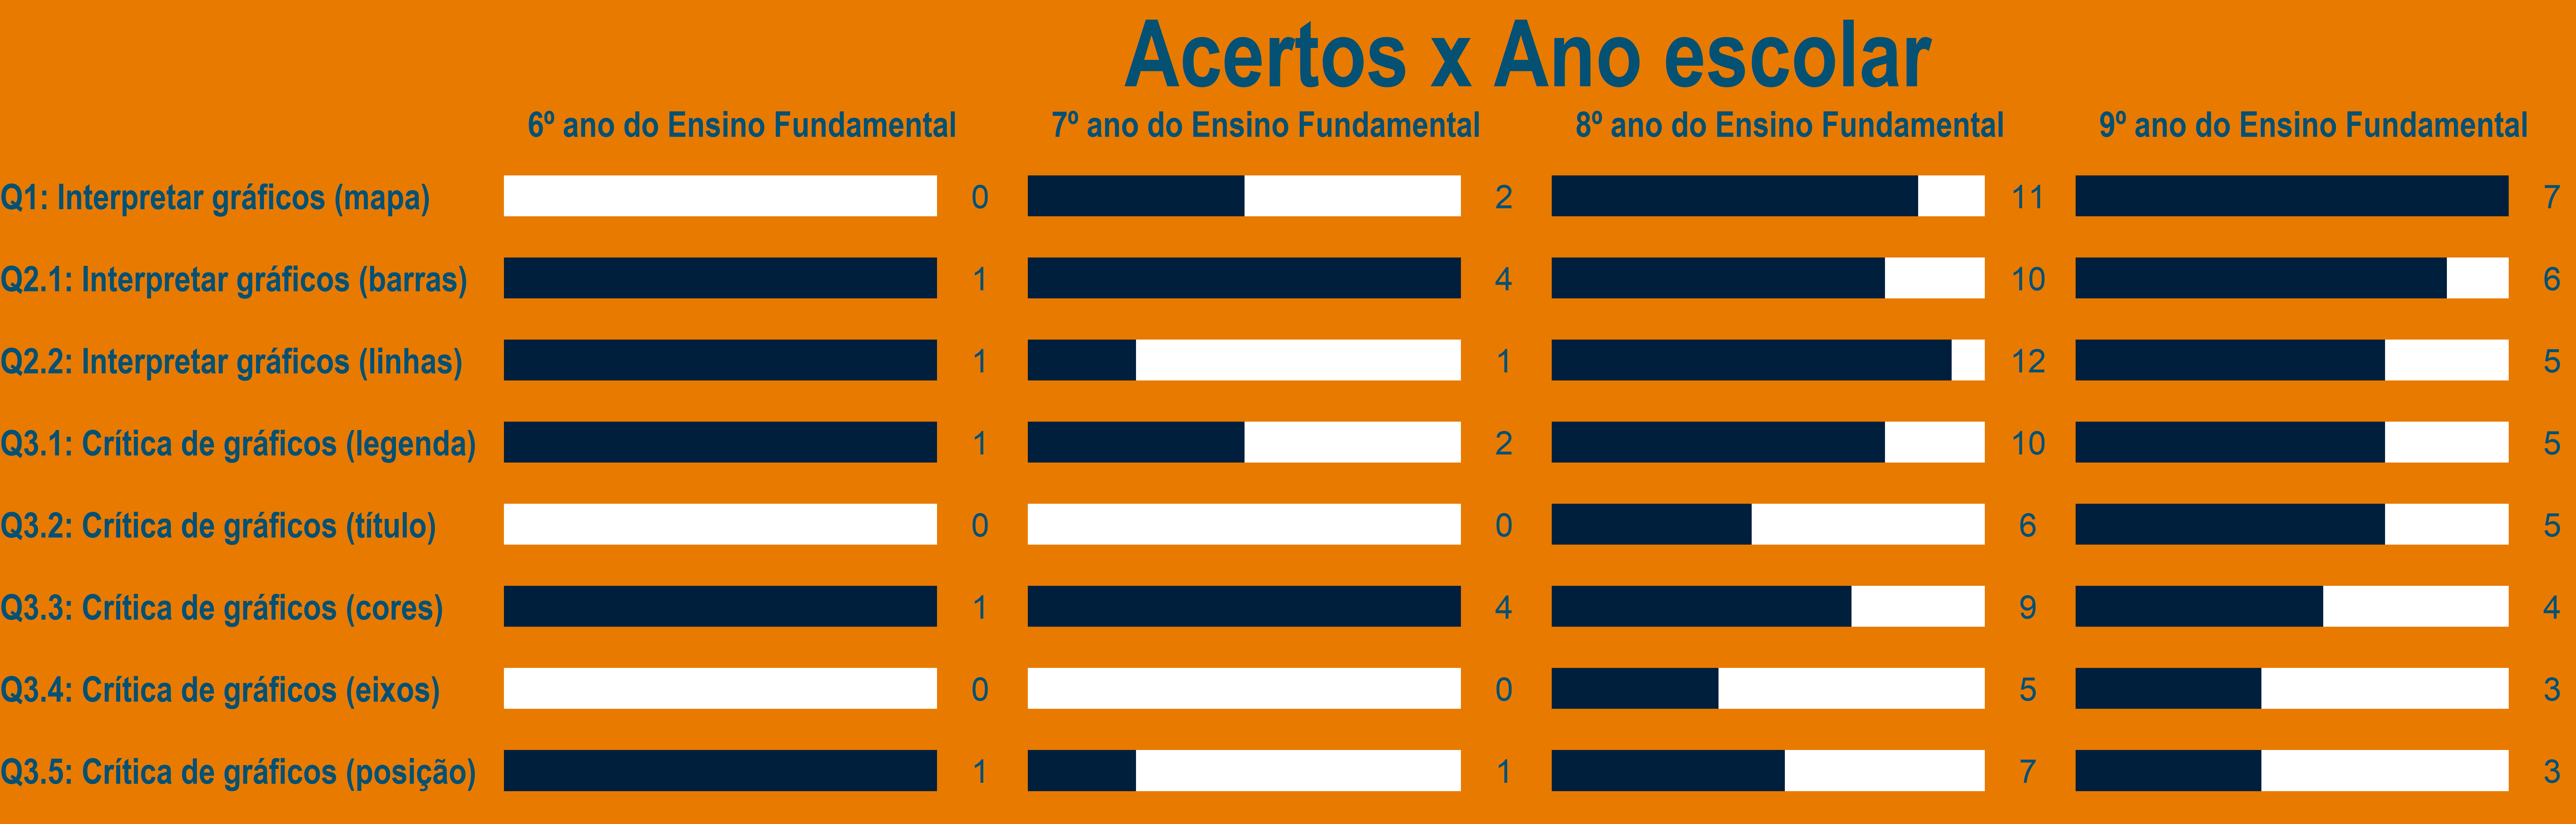 Acertos x Ano escolar
6º ano do Ensino Fundamental 7º ano do Ensino Fundamental 8º ano do Ensino Fundamental 9º ano do Ensino Fundamental
Q1: Interpretar gráficos (mapa) 0 2 11 7
Q2.1: Interpretar gráficos (barras) 1 4 10 6
Q2.2: Interpretar gráficos (linhas) 1 1 12 5
Q3.1: Crítica de gráficos (legenda) 1 2 10 5
Q3.2: Crítica de gráficos (título) 0 0 6 5
Q3.3: Crítica de gráficos (cores) 1 4 9 4
Q3.4: Crítica de gráficos (eixos) 0 0 5 3
Q3.5: Crítica de gráficos (posição) 1 1 7 3